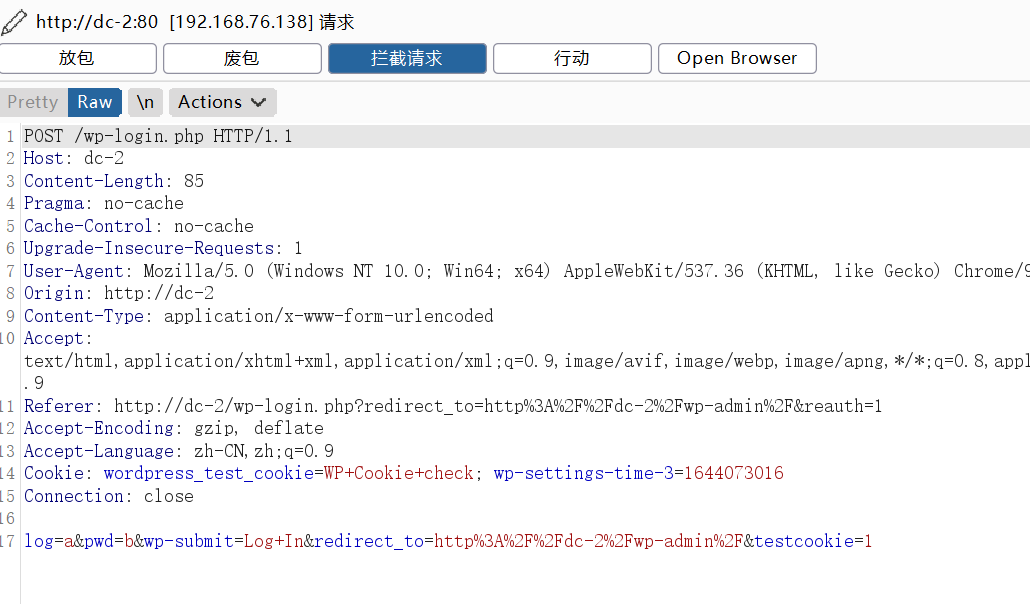 http://dc-2:80 [192.168.76.138] 请求
放包 废包 拦截请求 行动 Open Browser
Pretty Raw \n Actions
1 POST /wp-login.php HTTP/1.1
2 Host: dc-2
3 Content-Length: 85
4 Pragma: no-cache
5 Cache-Control: no-cache
6 Upgrade-Insecure-Requests: 1
7 User-Agent: Mozilla/5.0 (Windows NT 10.0; Win64; x64) AppleWebKit/537.36 (KHTML, like Gecko) Chrome/9
8 Origin: http://dc-2
9 Content-Type: application/x-www-form-urlencoded
10 Accept:
text/html,application/xhtml+xml,application/xml;q=0.9,image/avif,image/webp,image/apng,*/*;q=0.8,appl
.9
11 Referer: http://dc-2/wp-login.php?redirect_to=http%3A%2F%2Fdc-2%2Fwp-admin%2F&reauth=1
12 Accept-Encoding: gzip, deflate
13 Accept-Language: zh-CN,zh;q=0.9
14 Cookie: wordpress_test_cookie=WP+Cookie+check; wp-settings-time-3=1644073016
15 Connection: close
16
17 log=a&pwd=b&wp-submit=Log+In&redirect_to=http%3A%2F%2Fdc-2%2Fwp-admin%2F&testcookie=1